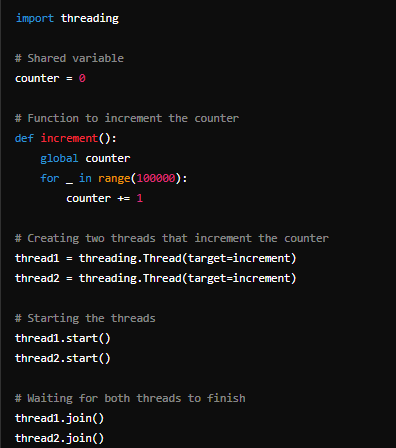 import threading
# Shared variable
counter = 0
# Function to increment the counter
def increment():
    global counter
    for _ in range(100000):
        counter += 1
# Creating two threads that increment the counter
thread1 = threading.Thread(target=increment)
thread2 = threading.Thread(target=increment)
# Starting the threads
thread1.start()
thread2.start()
# Waiting for both threads to finish
thread1.join()
thread2.join()